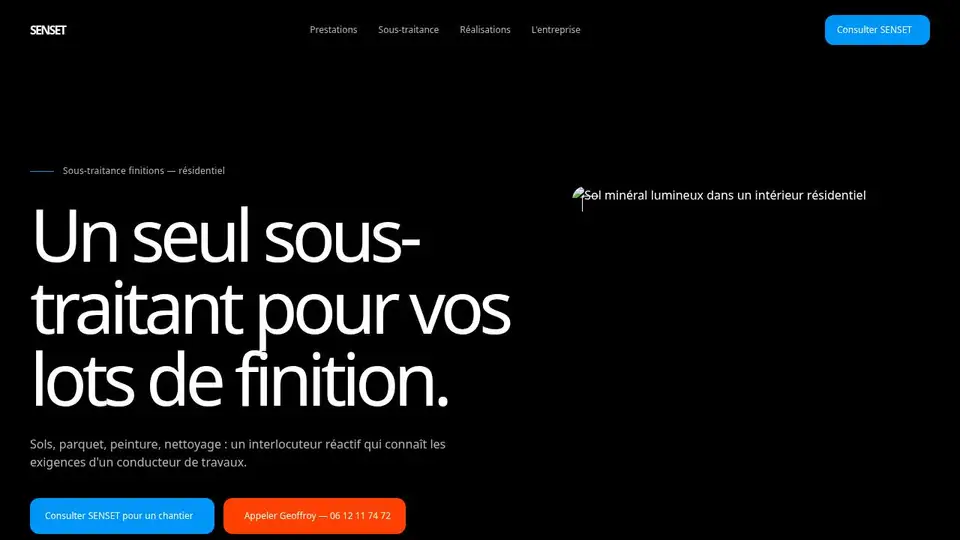 SENSET
Prestations
Sous-traitance
Réalisations
L'entreprise
Consulter SENSET
Sous-traitance finitions — résidentiel
Sol minéral lumineux dans un intérieur résidentiel
Un seul sous-
traitant pour vos
lots de finition.
Sols, parquet, peinture, nettoyage : un interlocuteur réactif qui connaît les
exigences d'un conducteur de travaux.
Consulter SENSET pour un chantier
Appeler Geoffroy — 06 12 11 74 72